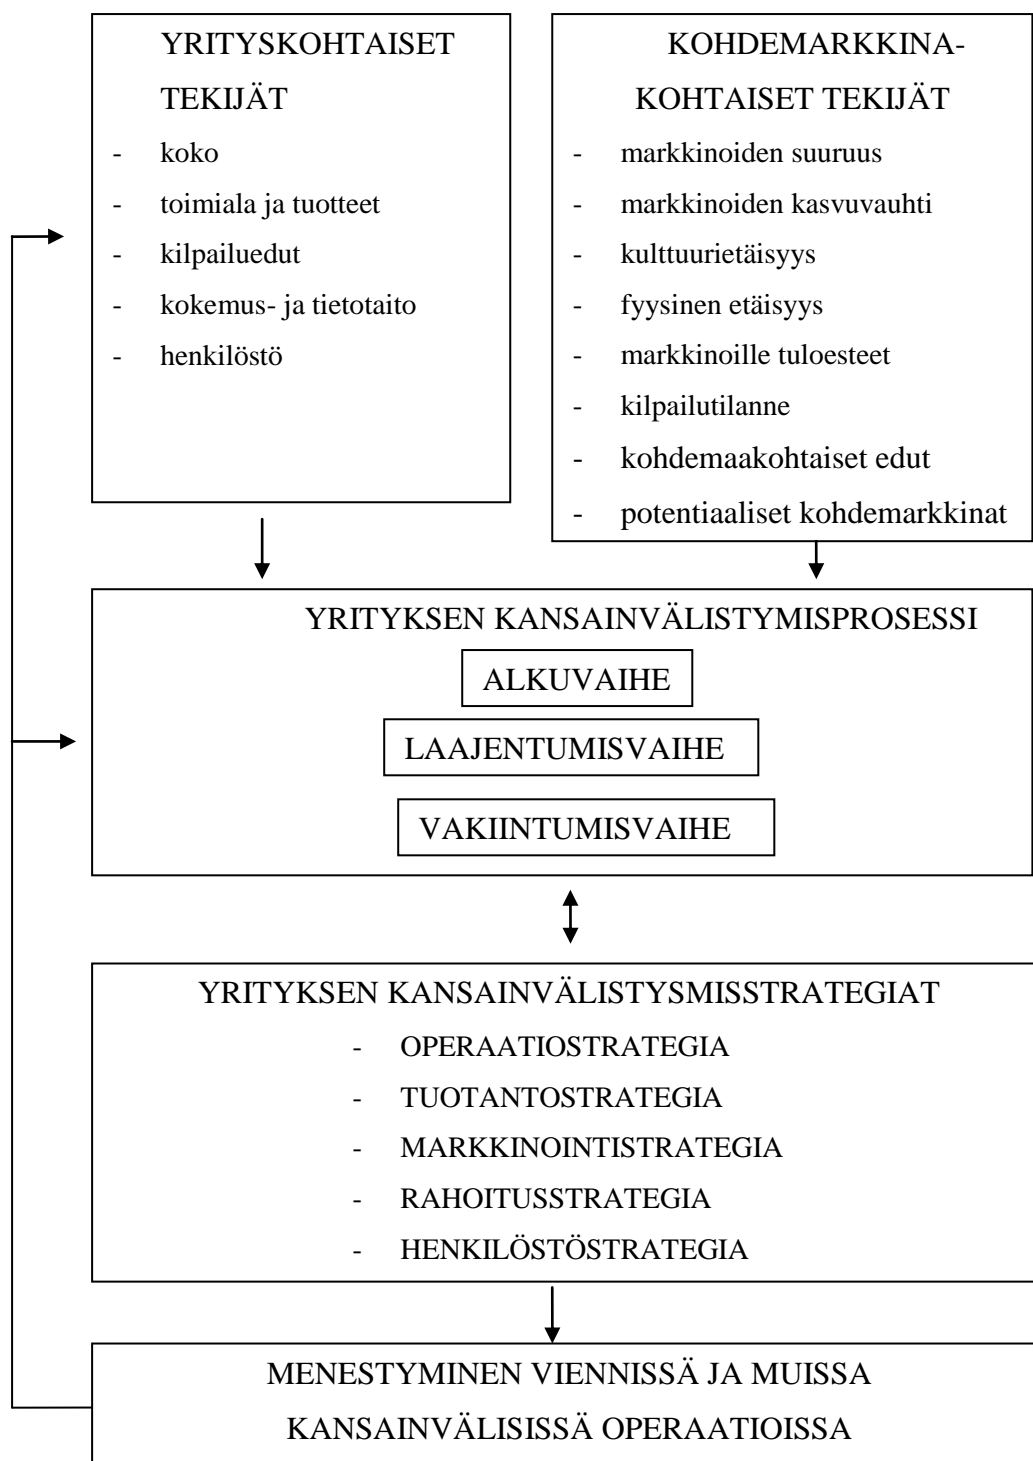 YRITYSKOHTAISET
TEKIJÄT
- koko
- toimiala ja tuotteet
- kilpailuedut
- kokemus- ja tietotaito
- henkilöstö
KOHDEMARKKINA-
KOHTAISET TEKIJÄT
- markkinoiden suuruus
- markkinoiden kasvuvauhti
- kulttuurietäisyys
- fyysinen etäisyys
- markkinoille tuloesteet
- kilpailutilanne
- kohdemaakohtaiset edut
- potentiaaliset kohdemarkkinat
YRITYKSEN KANSAINVÄLISTYMISPROSESSI
ALKUVAIHE
LAAJENTUMISVAIHE
VAKIINTUMISVAIHE
YRITYKSEN KANSAINVÄLISTYSMISSTRATEGIAT
- OPERAATIOSTRATEGIA
- TUOTANTOSTRATEGIA
- MARKKINOINTISTRATEGIA
- RAHOITUSSTRATEGIA
- HENKILÖSTÖSTRATEGIA
MENESTYMINEN VIENNISSÄ JA MUISSA
KANSAINVÄLISISSÄ OPERAATIOISSA